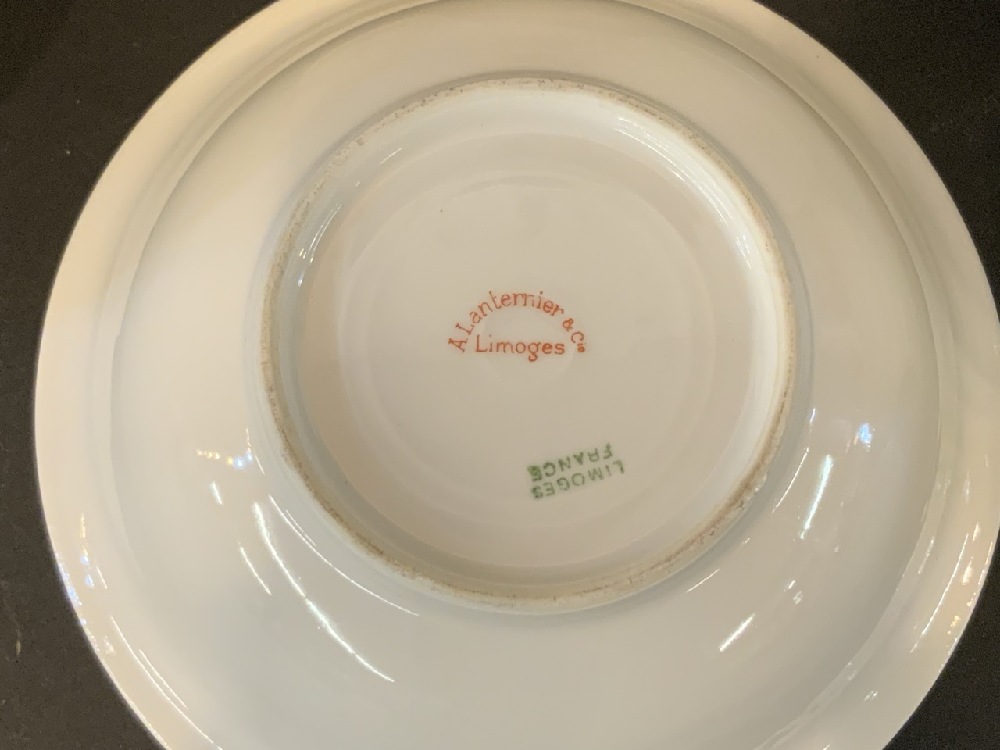 A Lanternier & Cie
Limoges
LIMOGES
FRANCE